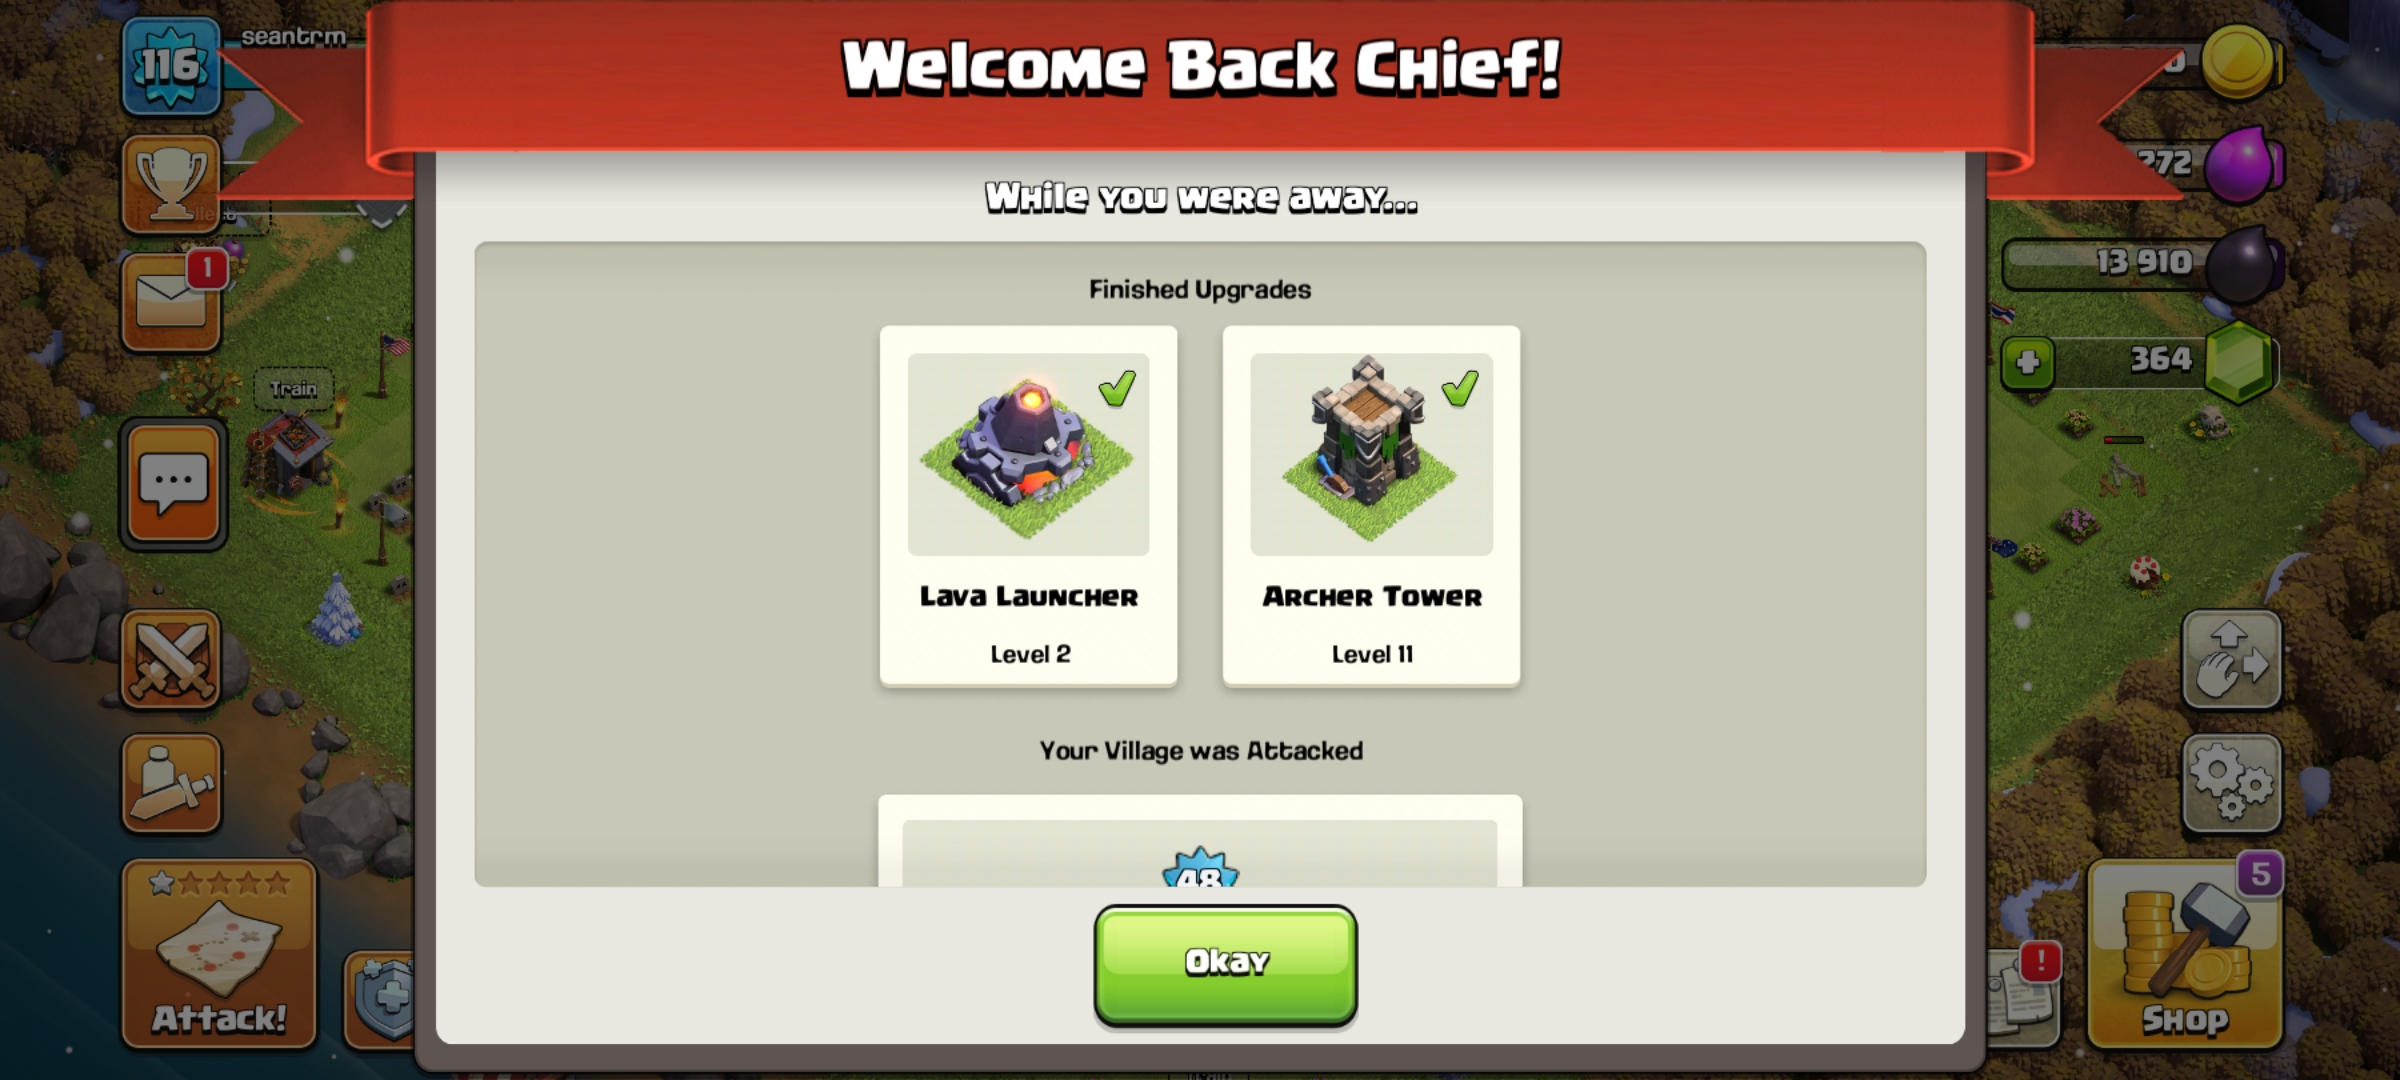 116
seantrm
Welcome Back Chief!
While you were away...
272
1
13 910
Finished Upgrades
364
Train
Lava Launcher
Archer Tower
Level 2
Level 11
Your Village was Attacked
48
5
Okay
!
Attack!
Shop